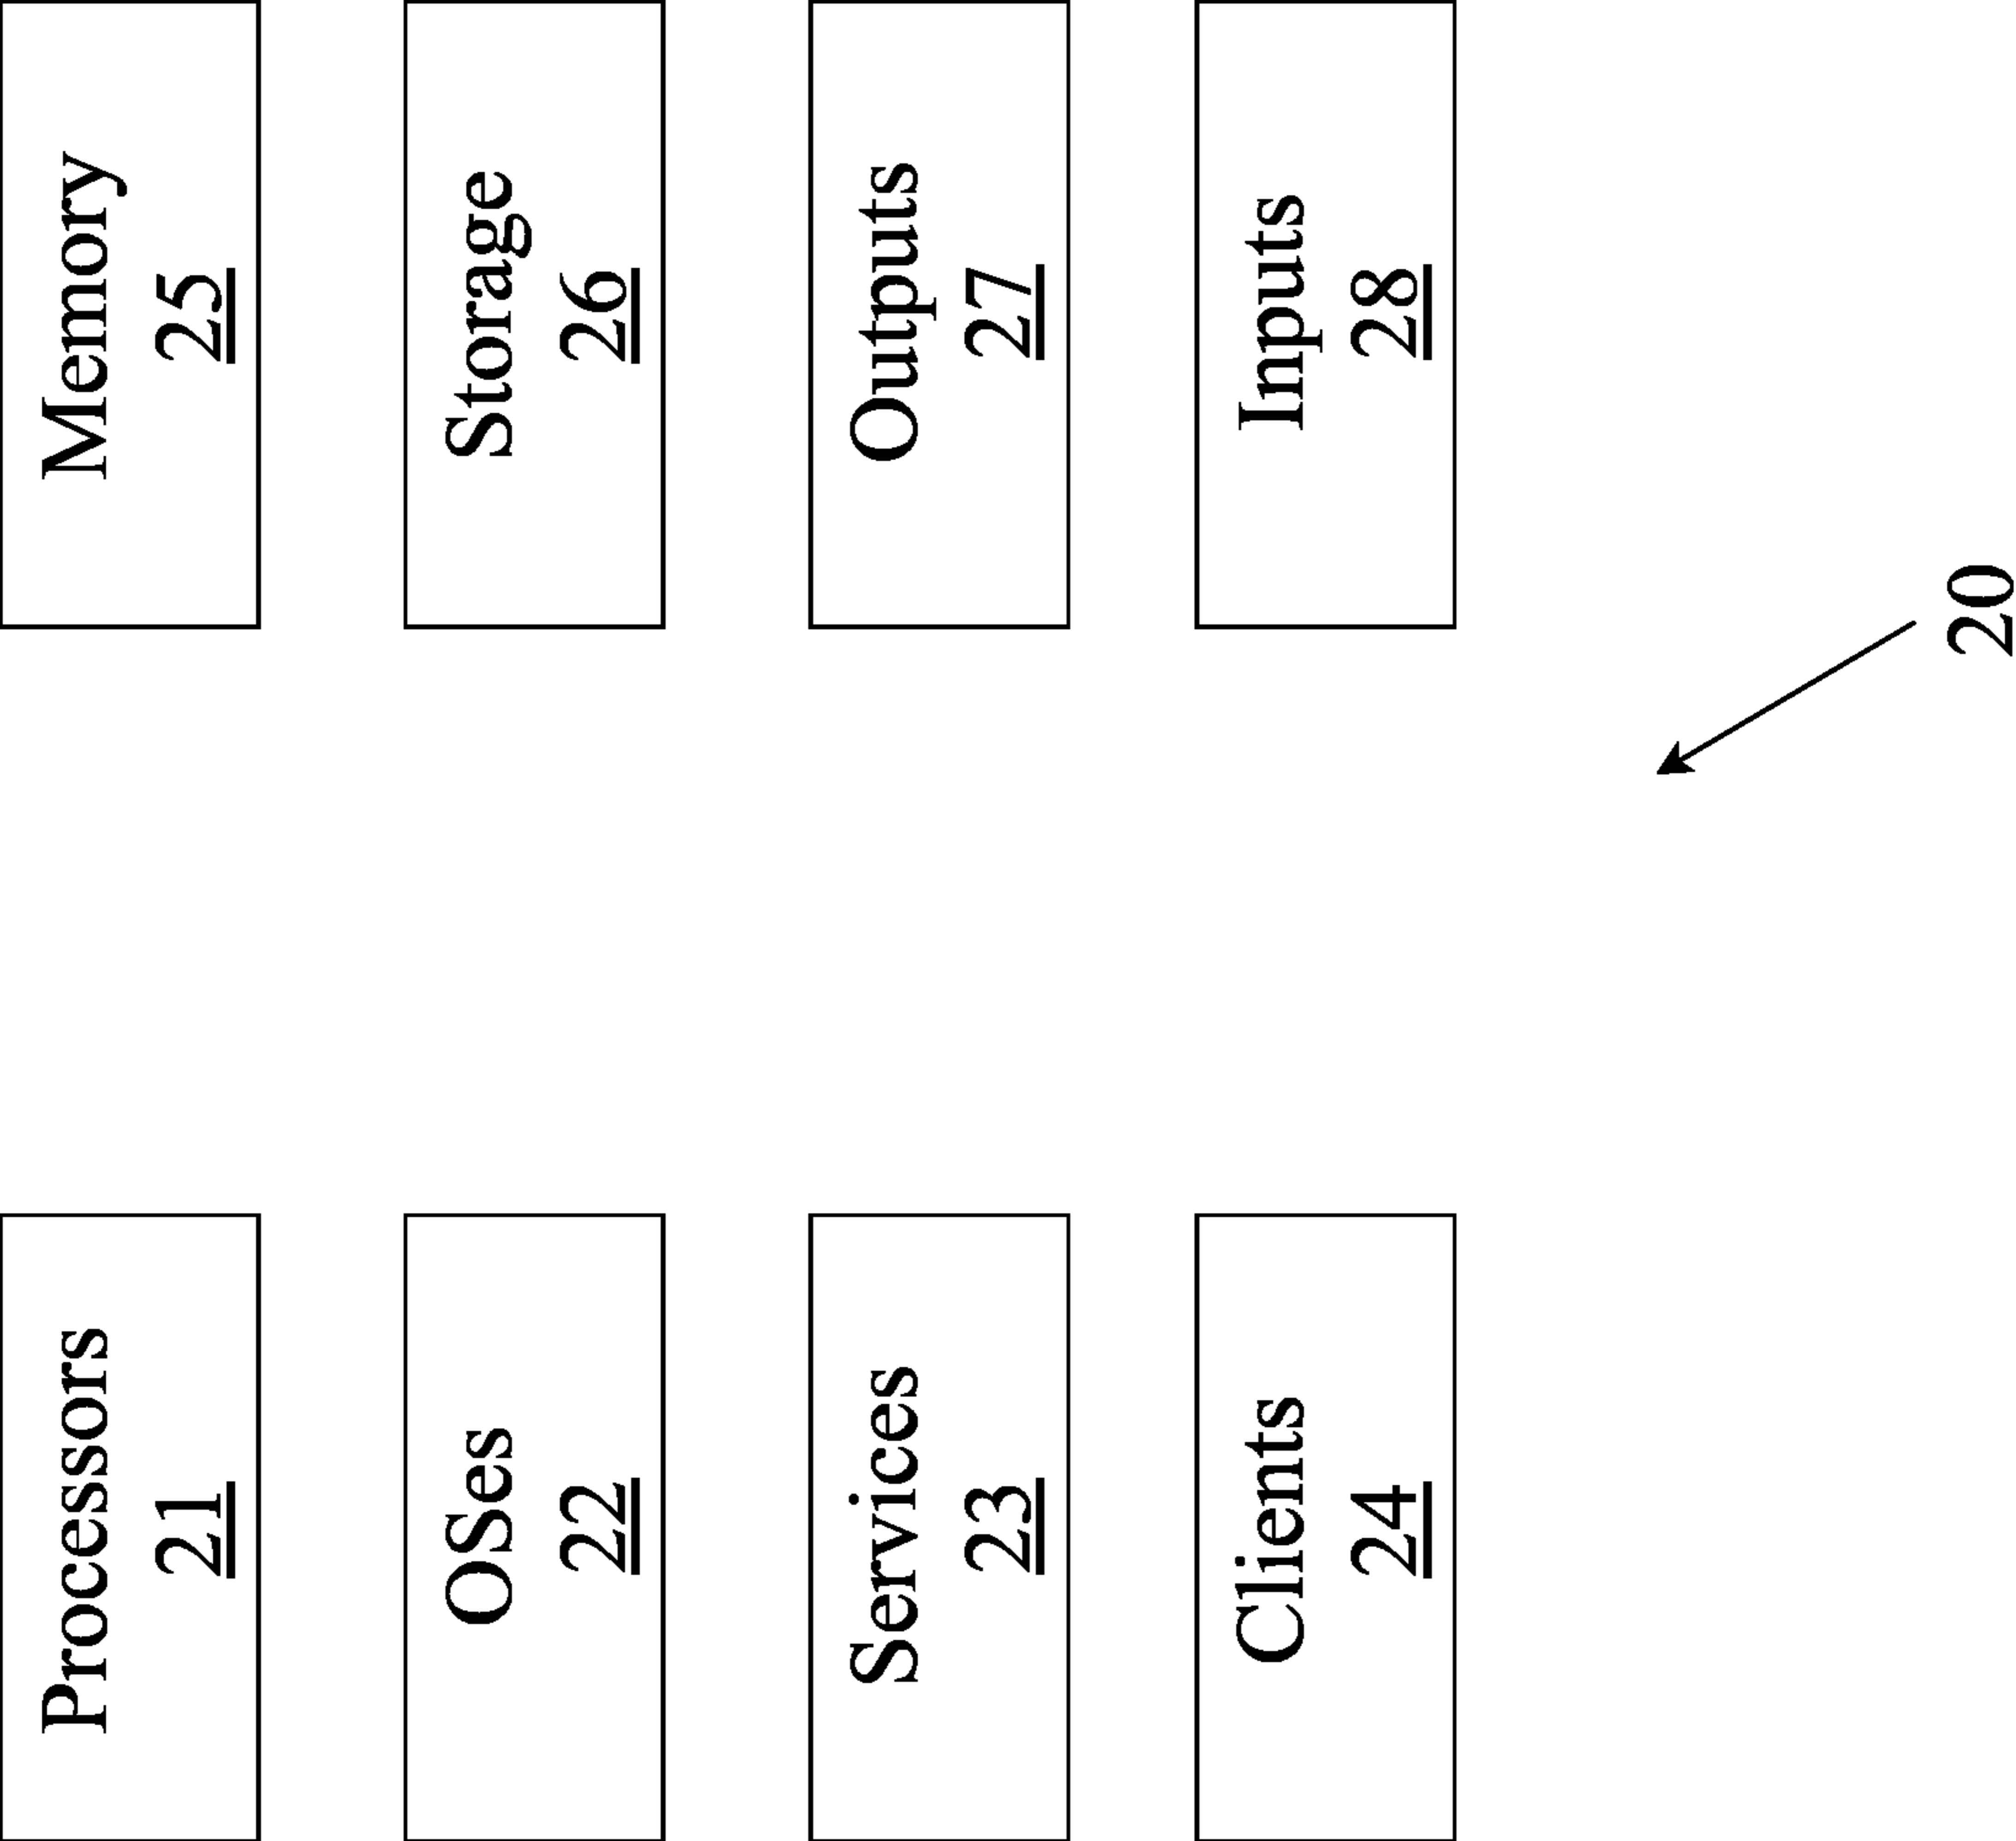 Processors
21
Memory
25
OSes
22
Storage
26
Services
23
Outputs
27
Clients
24
Inputs
28
20